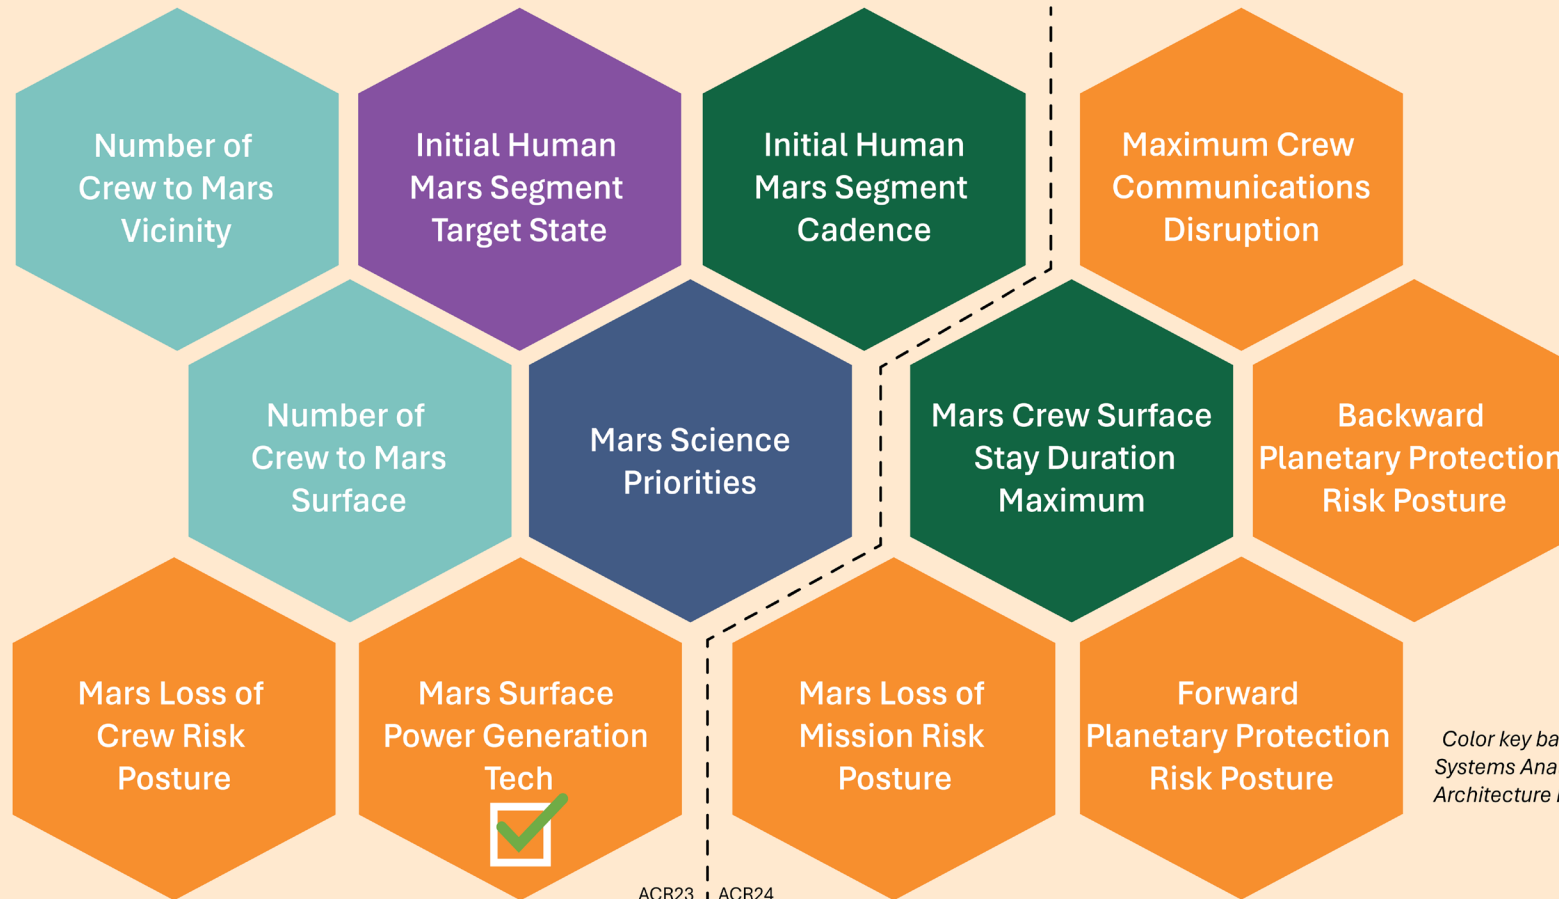 Number of
Crew to Mars
Vicinity
Initial Human
Mars Segment
Target State
Initial Human
Mars Segment
Cadence
Maximum Crew
Communications
Disruption
Number of
Crew to Mars
Surface
Mars Science
Priorities
Mars Crew Surface
Stay Duration
Maximum
Backward
Planetary Protection
Risk Posture
Mars Loss of
Crew Risk
Posture
Mars Surface
Power Generation
Tech
Mars Loss of
Mission Risk
Posture
Forward
Planetary Protection
Risk Posture
Color key
Systems
Architecture
ACR23
ACR24